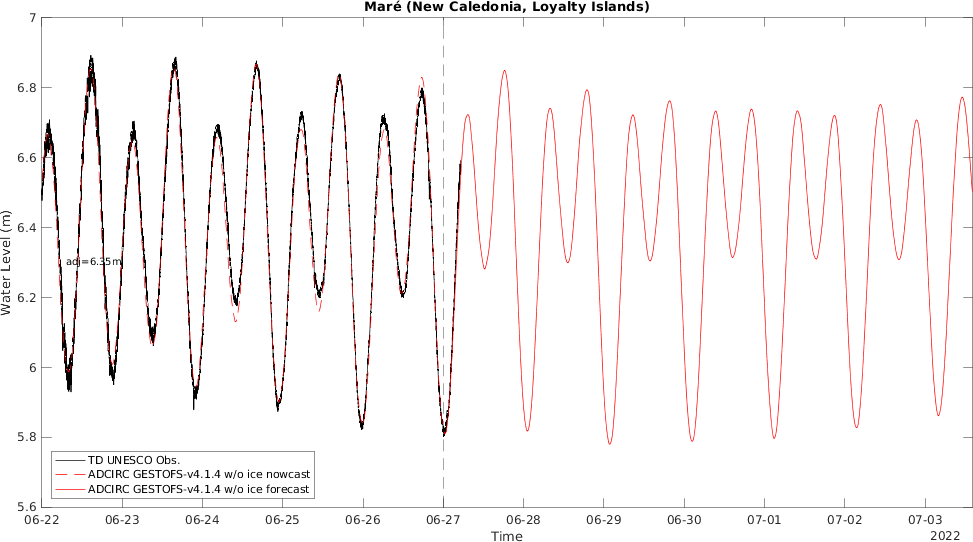 Maré (New Caledonia, Loyalty Islands)
7
6.8
6.6
6.4
6.2
6
5.8
5.6
Water Level (m)
adj=6.35m
TD UNESCO Obs.
ADCIRC GESTOFS-v4.1.4 w/o ice nowcast
ADCIRC GESTOFS-v4.1.4 w/o ice forecast
06-22 06-23 06-24 06-25 06-26 06-27 06-28 06-29 06-30 07-01 07-02 07-03
Time
2022